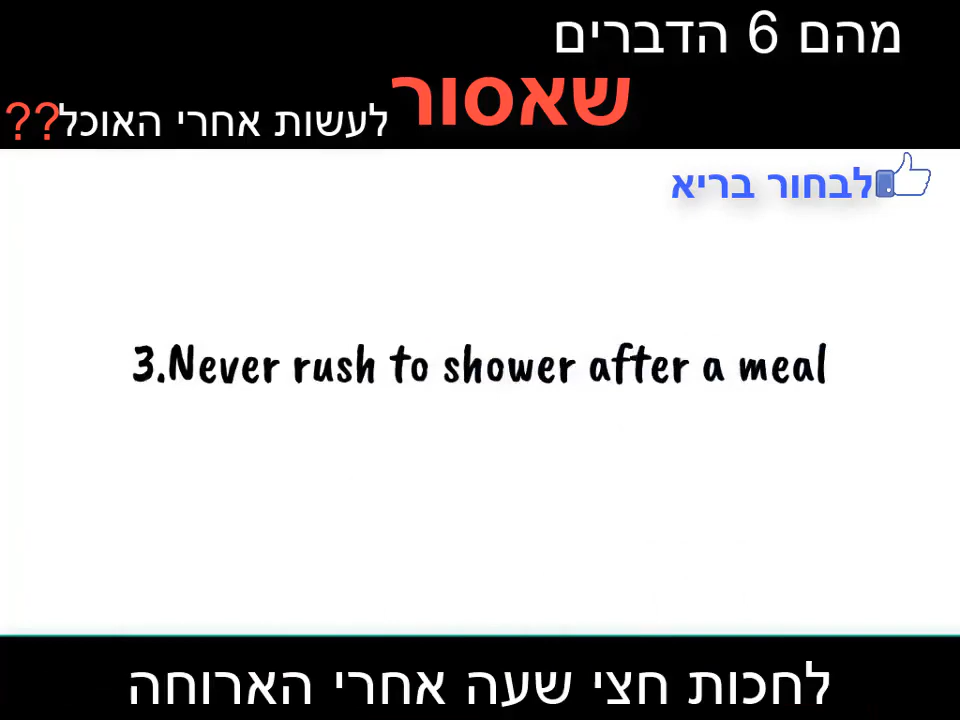 מהם 6 הדברים
שאסור
לעשות אחרי האוכל??
לבחור בריא
3.Never rush to shower after a meal
לחכות חצי שעה אחרי הארוחה